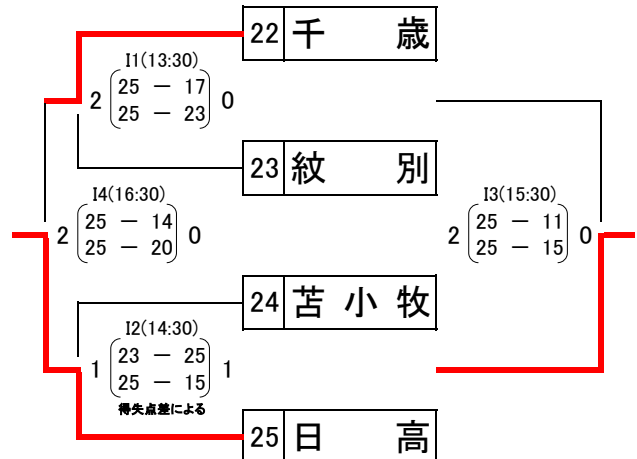 22 千 歳
I1(13:30)
2 25 － 17 0
25 － 23
23 紋 別
I4(16:30)
2 25 － 14 0
25 － 20
I3(15:30)
2 25 － 11 0
25 － 15
24 苫 小 牧
I2(14:30)
1 23 － 25 1
25 － 15
得失点差による
25 日 高